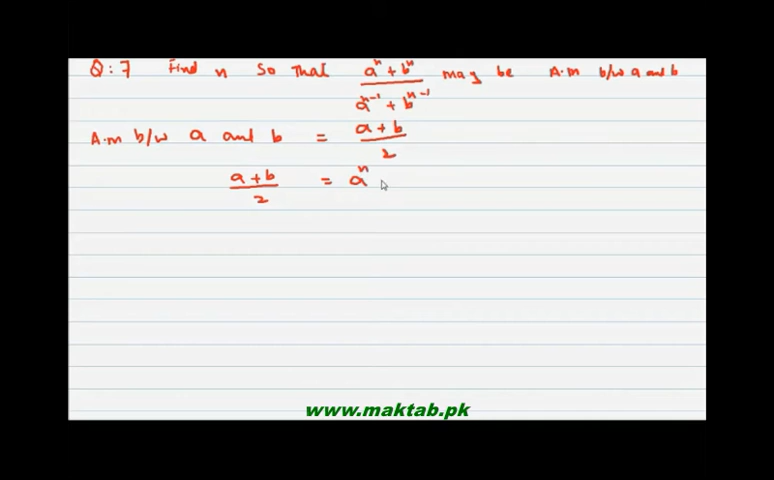 Q:7 Find n so that a^n + b^n / a^n-1 + b^n-1 may be A.m b/w a and b
A.m b/w a and b = a + b / 2
a + b / 2 = a^n
www.maktab.pk